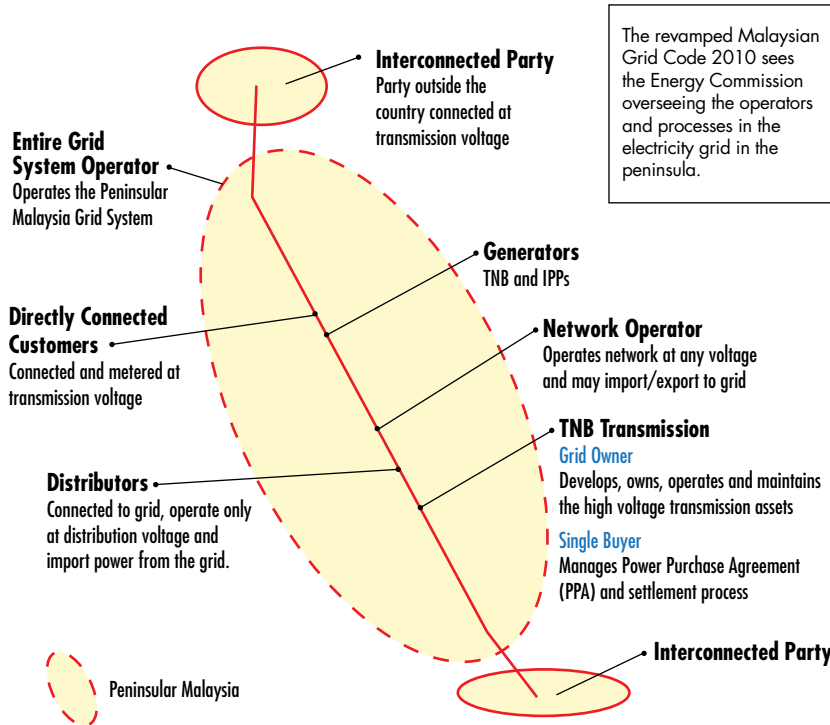 Interconnected Party
Party outside the
country connected at
transmission voltage
The revamped Malaysian
Grid Code 2010 sees
the Energy Commission
overseeing the operators
and processes in the
electricity grid in the
peninsula.
Entire Grid
System Operator
Operates the Peninsular
Malaysia Grid System
Generators
TNB and IPPs
Directly Connected
Customers
Connected and metered at
transmission voltage
Network Operator
Operates network at any voltage
and may import/export to grid
TNB Transmission
Grid Owner
Develops, owns, operates and maintains
the high voltage transmission assets
Single Buyer
Manages Power Purchase Agreement
(PPA) and settlement process
Distributors
Connected to grid, operate only
at distribution voltage and
import power from the grid.
Interconnected Party
Peninsular Malaysia